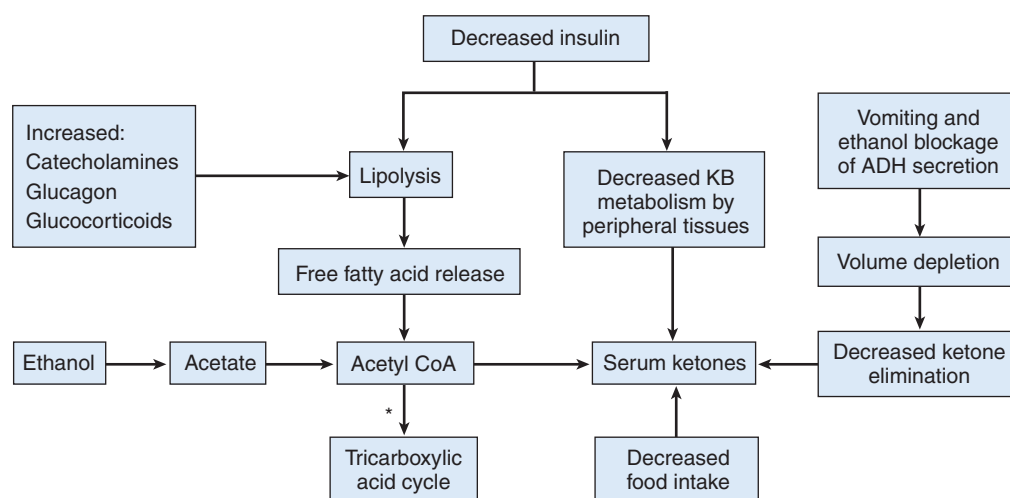 Decreased insulin
Increased:
Catecholamines
Glucagon
Glucocorticoids
Lipolysis
Decreased KB
metabolism by
peripheral tissues
Vomiting and
ethanol blockage
of ADH secretion
Free fatty acid release
Volume depletion
Ethanol
Acetate
Acetyl CoA
Serum ketones
Decreased ketone
elimination
*
Tricarboxylic
acid cycle
Decreased
food intake